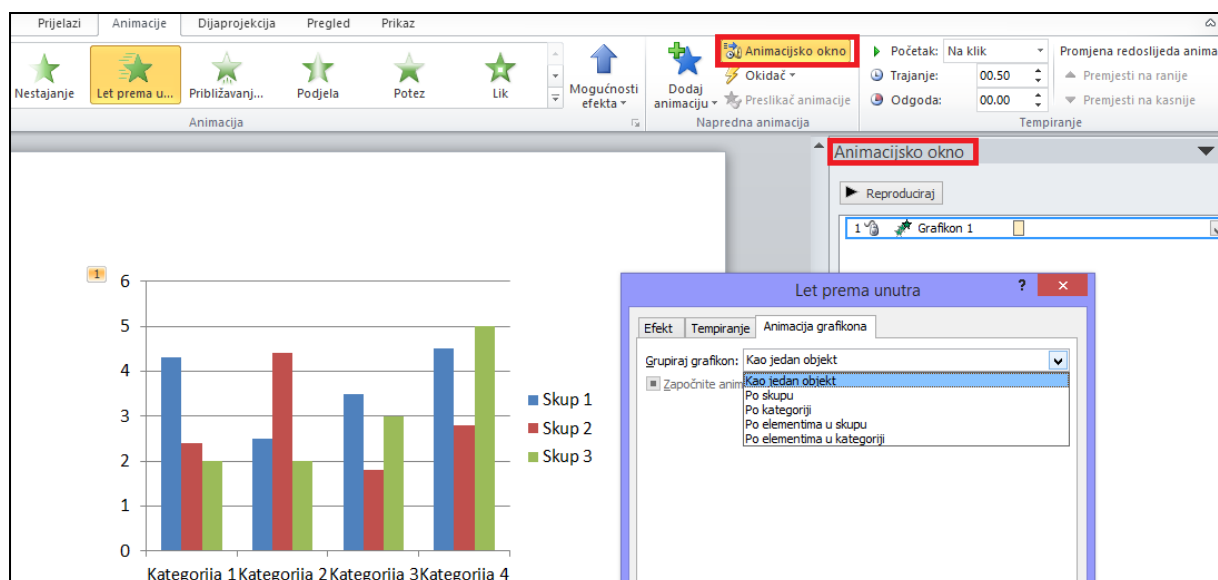 Prijelazi Animacije Dijaprojekcija Pregled Prikaz
Nestajanje Let prema u... Približavanj... Podjela Potez Lik
Mogućnosti efekta
Dodaj animaciju
Animacijsko okno
Okidač
Preslikač animacije
Početak: Na klik
Trajanje: 00.50
Odgoda: 00.00
Promjena redoslijeda anima
Premjesti na ranije
Premjesti na kasnije
Animacija Napredna animacija Tempiranje
Animacijsko okno
Reproduciraj
1 Grafikon 1
1
6
5
4
3
2
1
0
Kategorija 1 Kategorija 2 Kategorija 3 Kategorija 4
Skup 1
Skup 2
Skup 3
Let prema unutra ?
Efekt Tempiranje Animacija grafikona
Grupiraj grafikon: Kao jedan objekt
Započnite anim
Kao jedan objekt
Po skupu
Po kategoriji
Po elementima u skupu
Po elementima u kategoriji